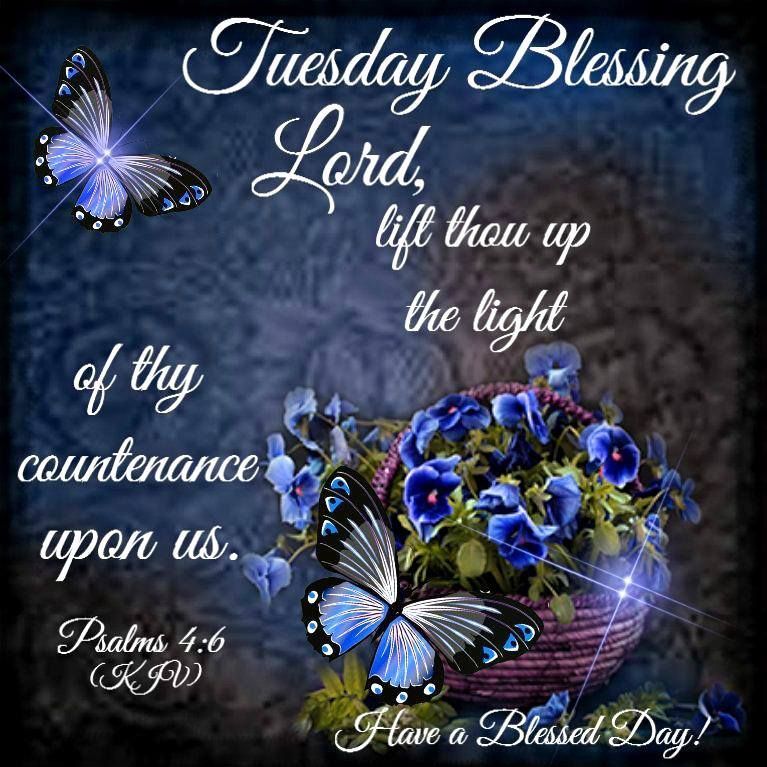 Tuesday Blessing
Lord,
lift thou up
the light
of thy
countenance
upon us.
Psalms 4:6
(KJV)
Have a Blessed Day!